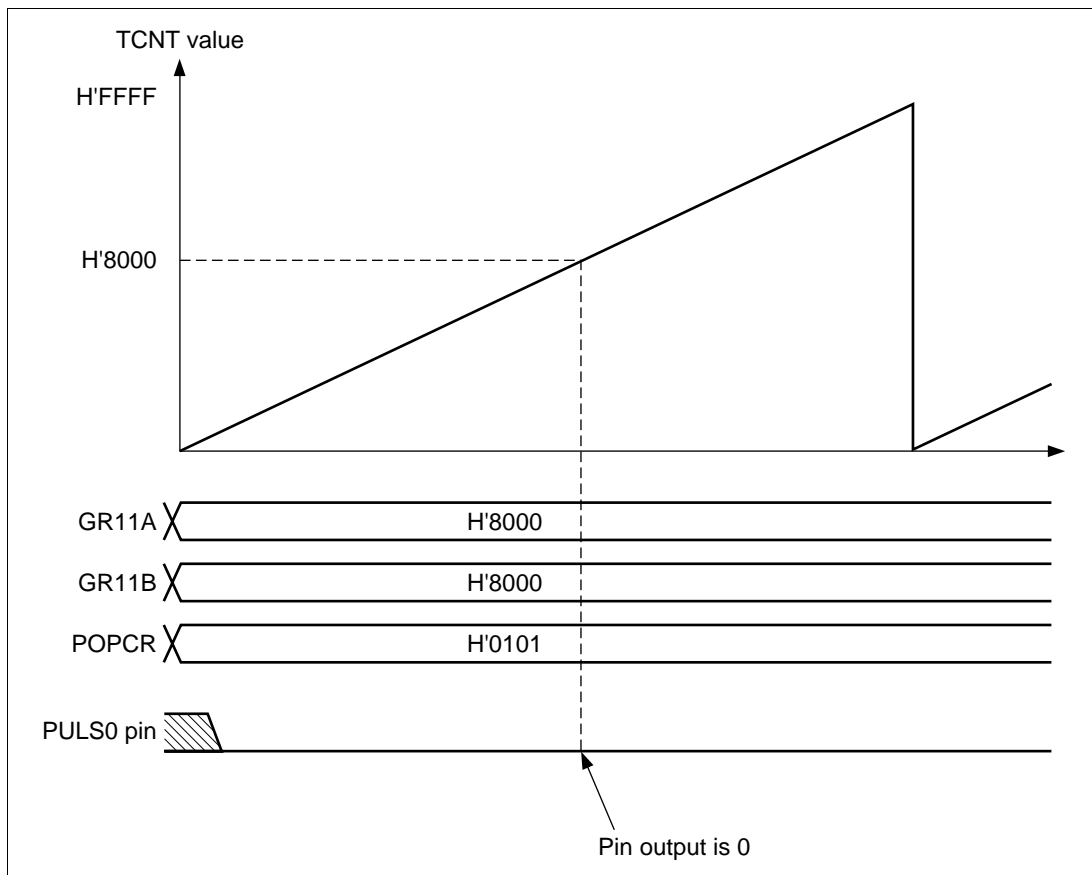 TCNT value
H'FFFF
H'8000
GR11A H'8000
GR11B H'8000
POPCR H'0101
PULS0 pin
Pin output is 0